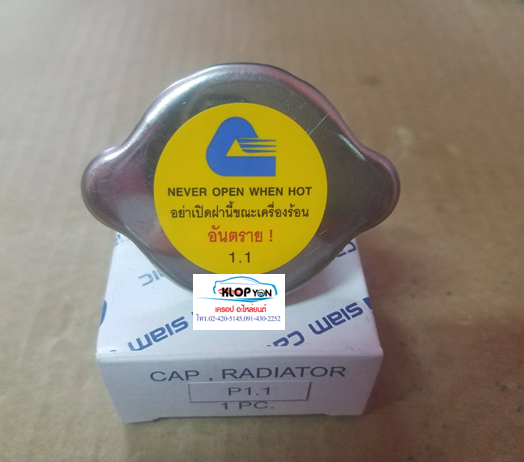 NEVER OPEN WHEN HOT
อย่าเปิดฝานี้ขณะเครื่องร้อน
อันตราย !
1.1
KLOP YON
เครอป อะไหล่ยนต์
โทร.02-420-5145,091-430-2252
siam
siam
CAP , RADIATOR
P1.1
1 PC.